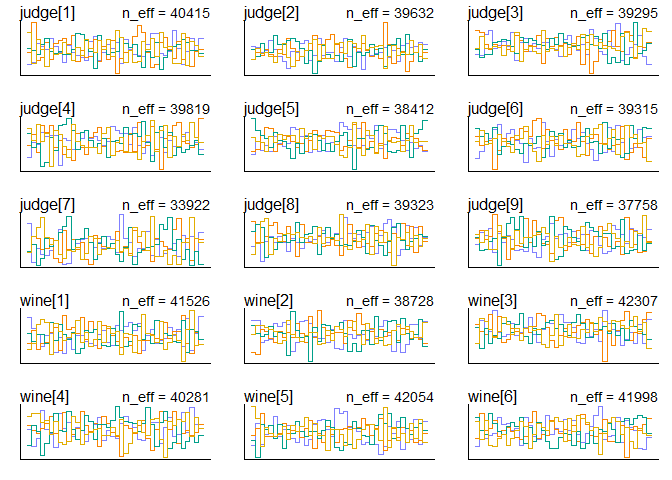 judge[1] n_eff = 40415 judge[2] n_eff = 39632 judge[3] n_eff = 39295
judge[4] n_eff = 39819 judge[5] n_eff = 38412 judge[6] n_eff = 39315
judge[7] n_eff = 33922 judge[8] n_eff = 39323 judge[9] n_eff = 37758
wine[1] n_eff = 41526 wine[2] n_eff = 38728 wine[3] n_eff = 42307
wine[4] n_eff = 40281 wine[5] n_eff = 42054 wine[6] n_eff = 41998